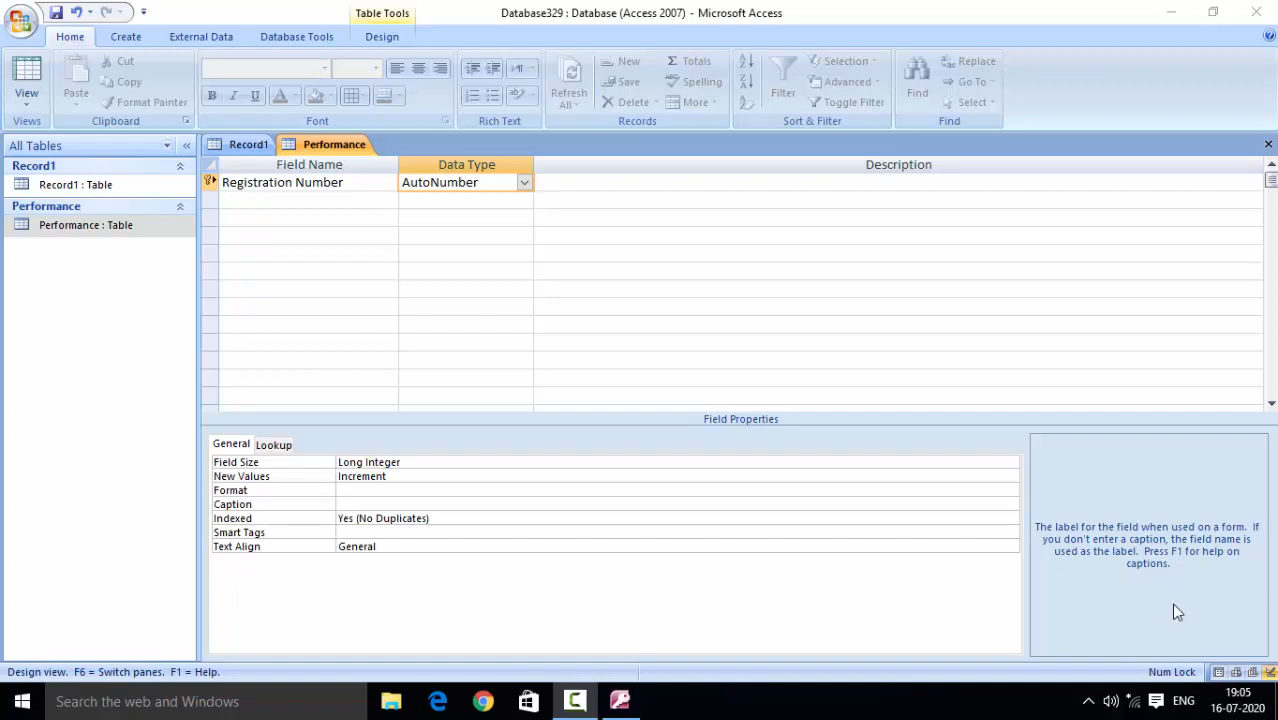 Table Tools
Database329 : Database (Access 2007) - Microsoft Access
Home Create External Data Database Tools Design
View
Views
Paste
Cut
Copy
Format Painter
Clipboard
B I U A
Font
Rich Text
Refresh All
New
Save
Delete
Totals
Spelling
More
Records
Filter
Selection
Advanced
Toggle Filter
Sort & Filter
Find
Replace
Go To
Select
Find
All Tables
Record1
Record1 : Table
Performance
Performance : Table
Record1 Performance
Field Name Data Type Description
Registration Number AutoNumber
Field Properties
General Lookup
Field Size Long Integer
New Values Increment
Format
Caption
Indexed Yes (No Duplicates)
Smart Tags
Text Align General
The label for the field when used on a form. If
you don't enter a caption, the field name is
used as the label. Press F1 for help on
captions.
Design view. F6 = Switch panes. F1 = Help.
Num Lock
Search the web and Windows
ENG
19:05
16-07-2020